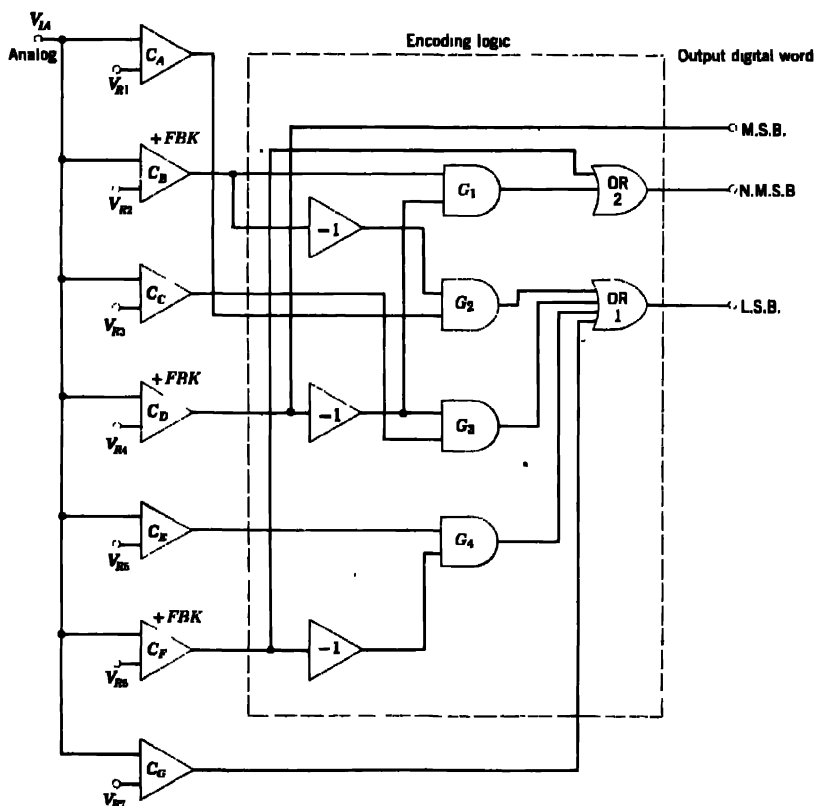 V_IA
Analog
C_A
V_R1
Encoding logic
Output digital word
M.S.B.
+FBK
C_B
V_R2
G_1
OR
2
N.M.S.B
-1
C_C
V_R3
G_2
OR
1
L.S.B.
+FBK
C_D
V_R4
-1
G_3
C_E
V_R5
G_4
+FBK
C_F
V_R6
-1
C_G
V_R7